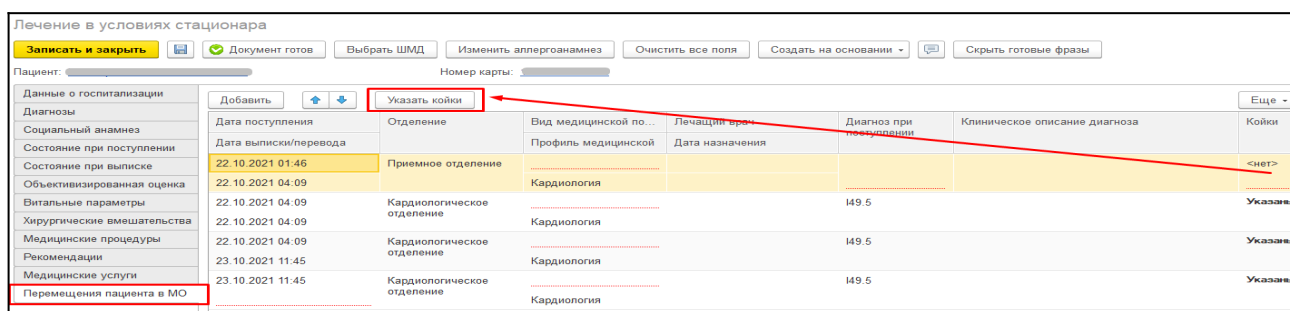 Лечение в условиях стационара
Записать и закрыть Документ готов Выбрать ШМД Изменить аллергоанамнез Очистить все поля Создать на основании Скрыть готовые фразы
Пациент: Номер карты:
Данные о госпитализации
Диагнозы
Социальный анамнез
Состояние при поступлении
Состояние при выписке
Объективизированная оценка
Витальные параметры
Хирургические вмешательства
Медицинские процедуры
Рекомендации
Медицинские услуги
Перемещения пациента в МО
Добавить Указать койки Еще
Дата поступления Отделение Вид медицинской по... Лечащий врач Диагноз при поступлении Клиническое описание диагноза Койки
Дата выписки/перевода Профиль медицинской Дата назначения
22.10.2021 01:46 Приемное отделение <нет>
22.10.2021 04:09 Кардиология
22.10.2021 04:09 Кардиологическое отделение I49.5
22.10.2021 04:09 Кардиология
22.10.2021 04:09 Кардиологическое отделение I49.5
23.10.2021 11:45 Кардиология
23.10.2021 11:45 Кардиологическое отделение I49.5
Кардиология